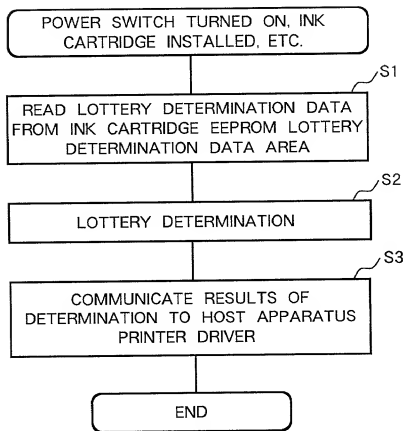 POWER SWITCH TURNED ON, INK
CARTRIDGE INSTALLED, ETC.
S1
READ LOTTERY DETERMINATION DATA
FROM INK CARTRIDGE EEPROM LOTTERY
DETERMINATION DATA AREA
S2
LOTTERY DETERMINATION
S3
COMMUNICATE RESULTS OF
DETERMINATION TO HOST APPARATUS
PRINTER DRIVER
END